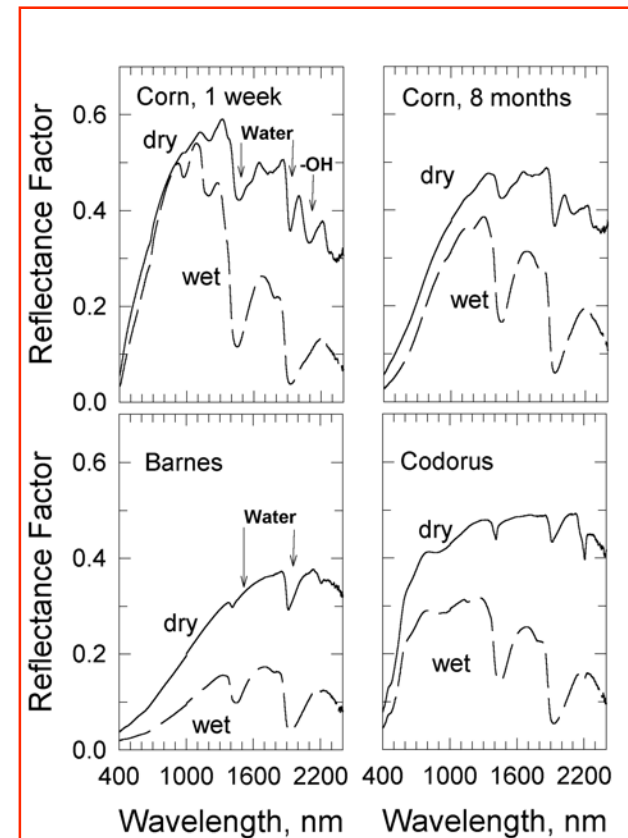 Corn, 1 week
Corn, 8 months
0.6
dry
Water
-OH
dry
0.4
wet
wet
0.2
0.0
Reflectance Factor
Barnes
Codorus
0.6
Water
dry
0.4
dry
wet
0.2
wet
0.0
Reflectance Factor
400 1000 1600 2200 400 1000 1600 2200
Wavelength, nm Wavelength, nm